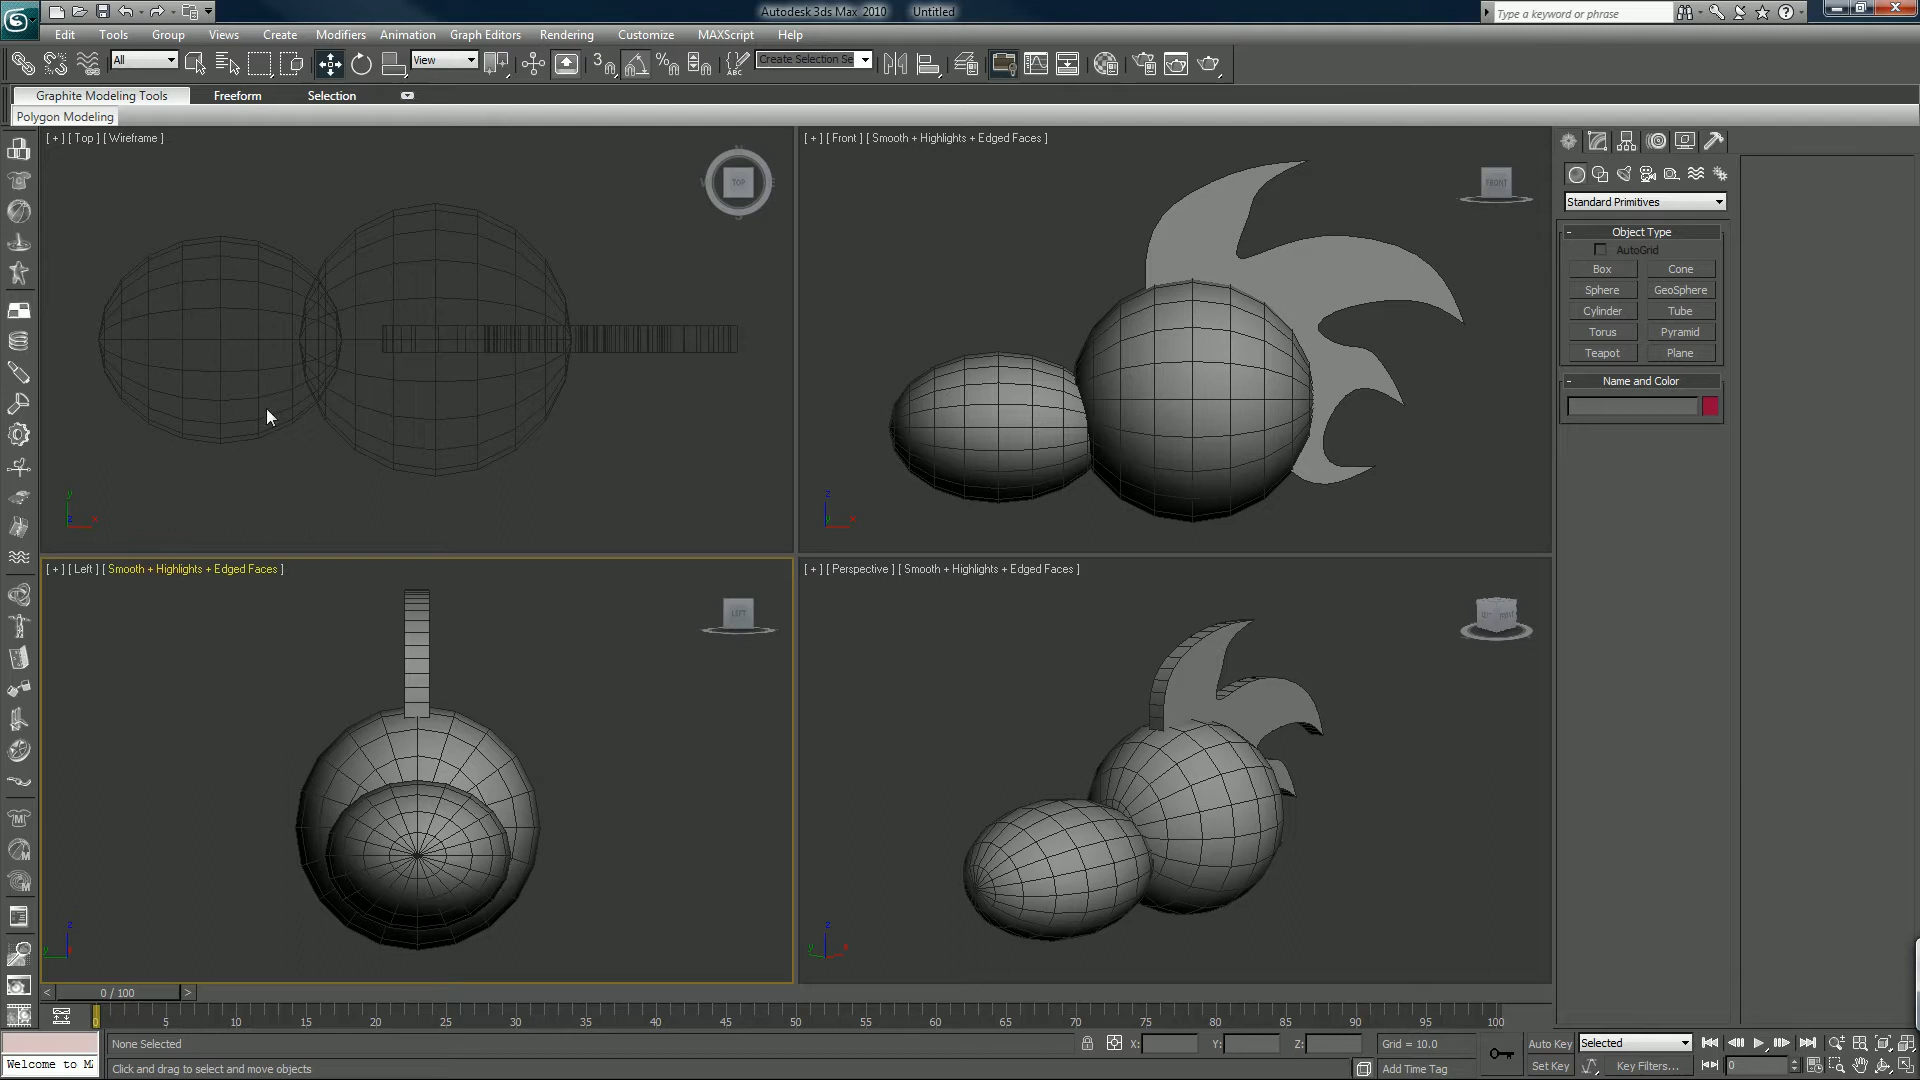 Autodesk 3ds Max 2010 Untitled
Type a keyword or phrase
Edit Tools Group Views Create Modifiers Animation Graph Editors Rendering Customize MAXScript Help
All View Create Selection Se
Graphite Modeling Tools Freeform Selection
Polygon Modeling
[ + ] [ Top ] [ Wireframe ]
TOP
[ + ] [ Front ] [ Smooth + Highlights + Edged Faces ]
FRONT
Standard Primitives
- Object Type
AutoGrid
Box Cone
Sphere GeoSphere
Cylinder Tube
Torus Pyramid
Teapot Plane
- Name and Color
[ + ] [ Left ] [ Smooth + Highlights + Edged Faces ]
LEFT
[ + ] [ Perspective ] [ Smooth + Highlights + Edged Faces ]
< 0 / 100 >
0 5 10 15 20 25 30 35 40 45 50 55 60 65 70 75 80 85 90 95 100
None Selected X: Y: Z: Grid = 10.0 Auto Key Selected
Welcome to M Click and drag to select and move objects Add Time Tag Set Key Key Filters... 0